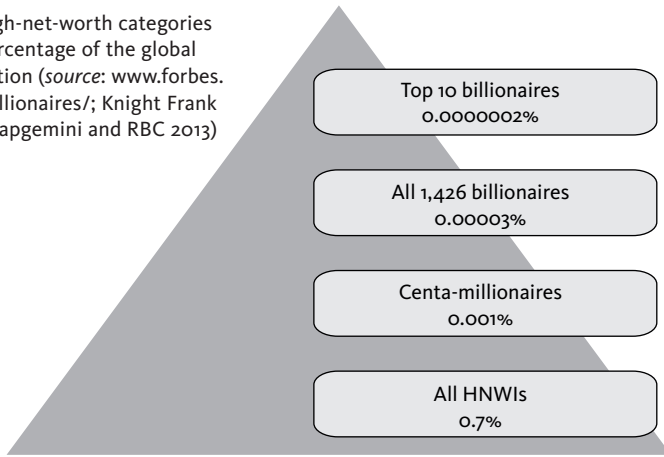 gh-net-worth categories
rcentage of the global
tion (source: www.forbes.
llionaires/; Knight Frank
apgemini and RBC 2013)
Top 10 billionaires
0.0000002%
All 1,426 billionaires
0.00003%
Centa-millionaires
0.001%
All HNWIs
0.7%